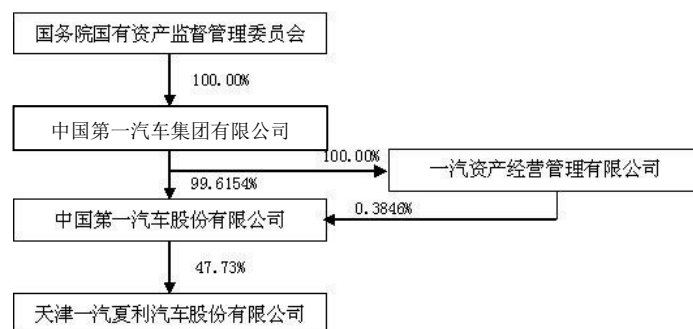 国务院国有资产监督管理委员会
100.00%
中国第一汽车集团有限公司
100.00%
一汽资产经营管理有限公司
99.6154%
中国第一汽车股份有限公司
0.3846%
47.73%
天津一汽夏利汽车股份有限公司